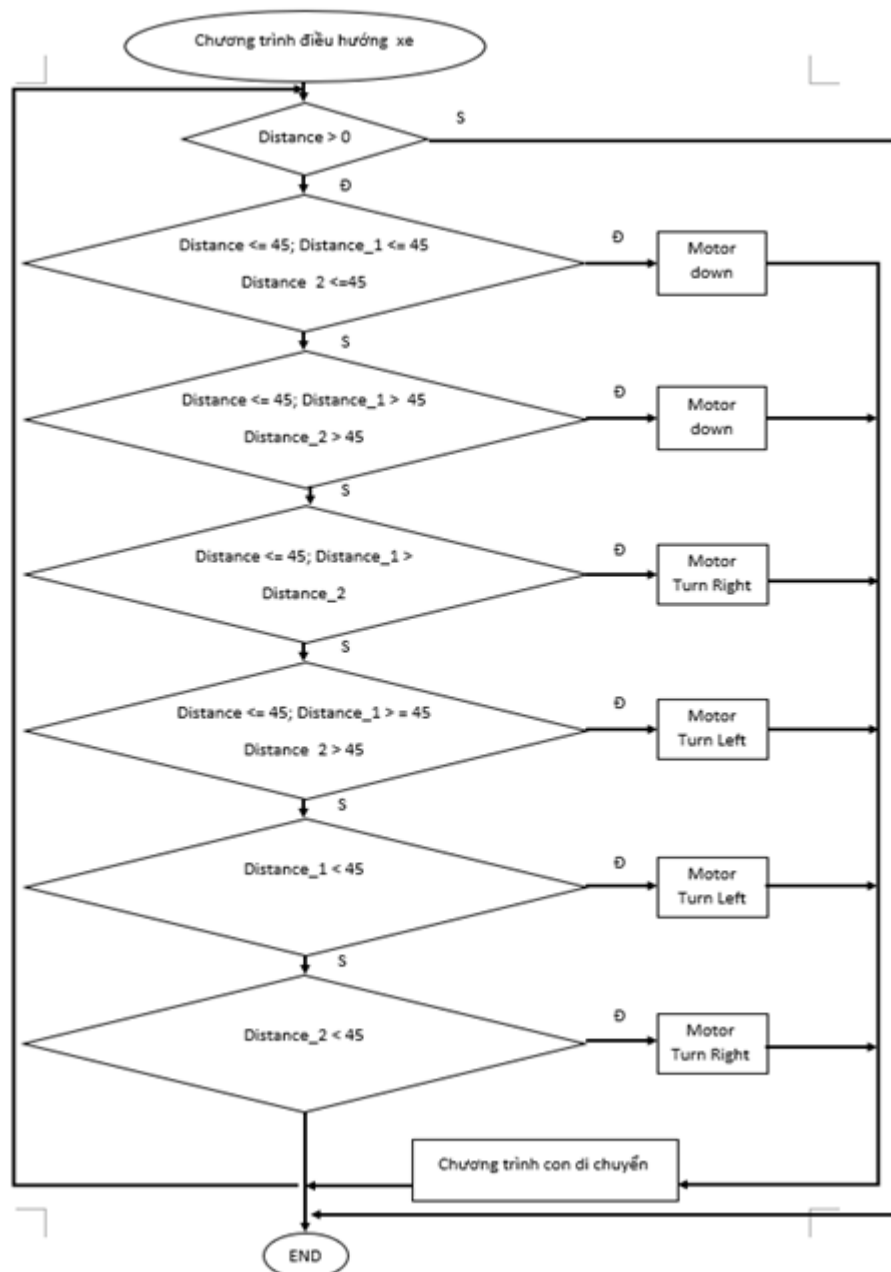 Chương trình điều hướng xe
Distance > 0
S
Đ
Distance <= 45; Distance_1 <= 45
Distance 2 <=45
Đ
Motor
down
S
Distance <= 45; Distance_1 > 45
Distance_2 > 45
Đ
Motor
down
S
Distance <= 45; Distance_1 >
Distance_2
Đ
Motor
Turn Right
S
Distance <= 45; Distance_1 > = 45
Distance 2 > 45
Đ
Motor
Turn Left
S
Distance_1 < 45
Đ
Motor
Turn Left
S
Distance_2 < 45
Đ
Motor
Turn Right
Chương trình con di chuyển
END